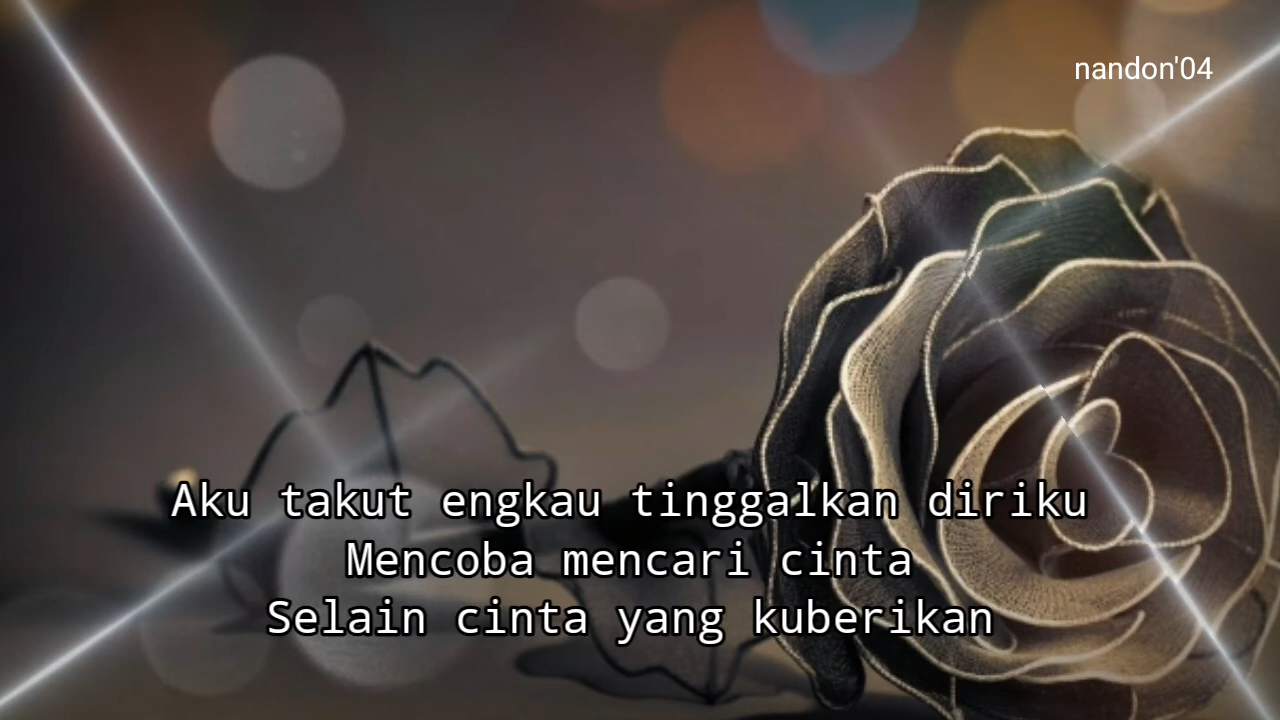 nandon'04
Aku takut engkau tinggalkan diriku
Mencoba mencari cinta
Selain cinta yang kuberikan